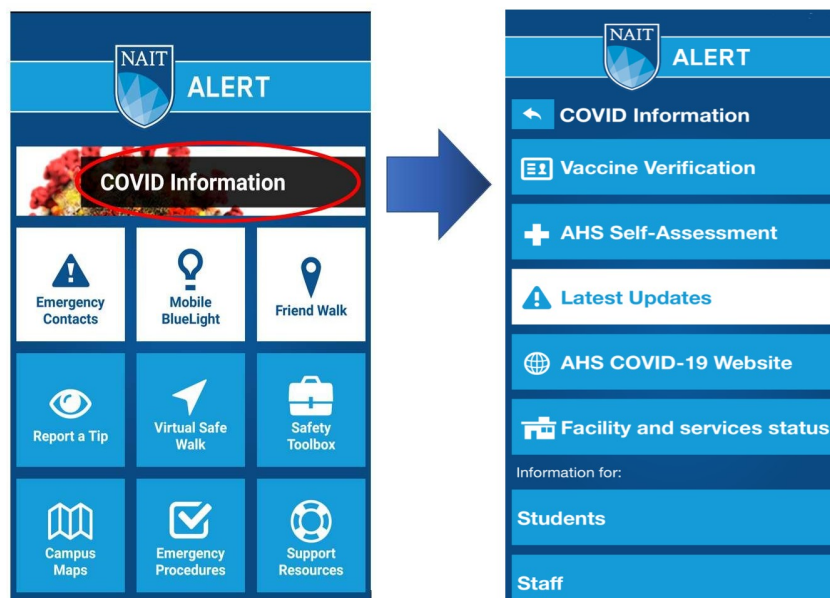 NAIT
ALERT
COVID Information
Emergency
Contacts
Mobile
BlueLight
Friend Walk
Report a Tip
Virtual Safe
Walk
Safety
Toolbox
Campus
Maps
Emergency
Procedures
Support
Resources
NAIT
ALERT
COVID Information
Vaccine Verification
AHS Self-Assessment
Latest Updates
AHS COVID-19 Website
Facility and services status
Information for:
Students
Staff